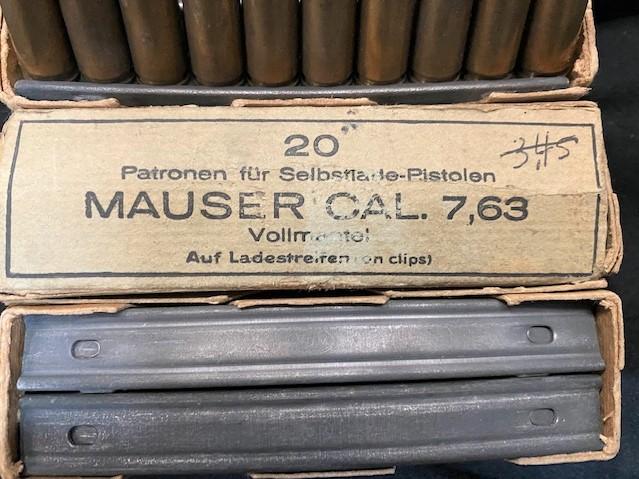 20
3,45
Patronen für Selbstlade-Pistolen
MAUSER CAL. 7,63
Vollmantel
Auf Ladestreifen (on clips)